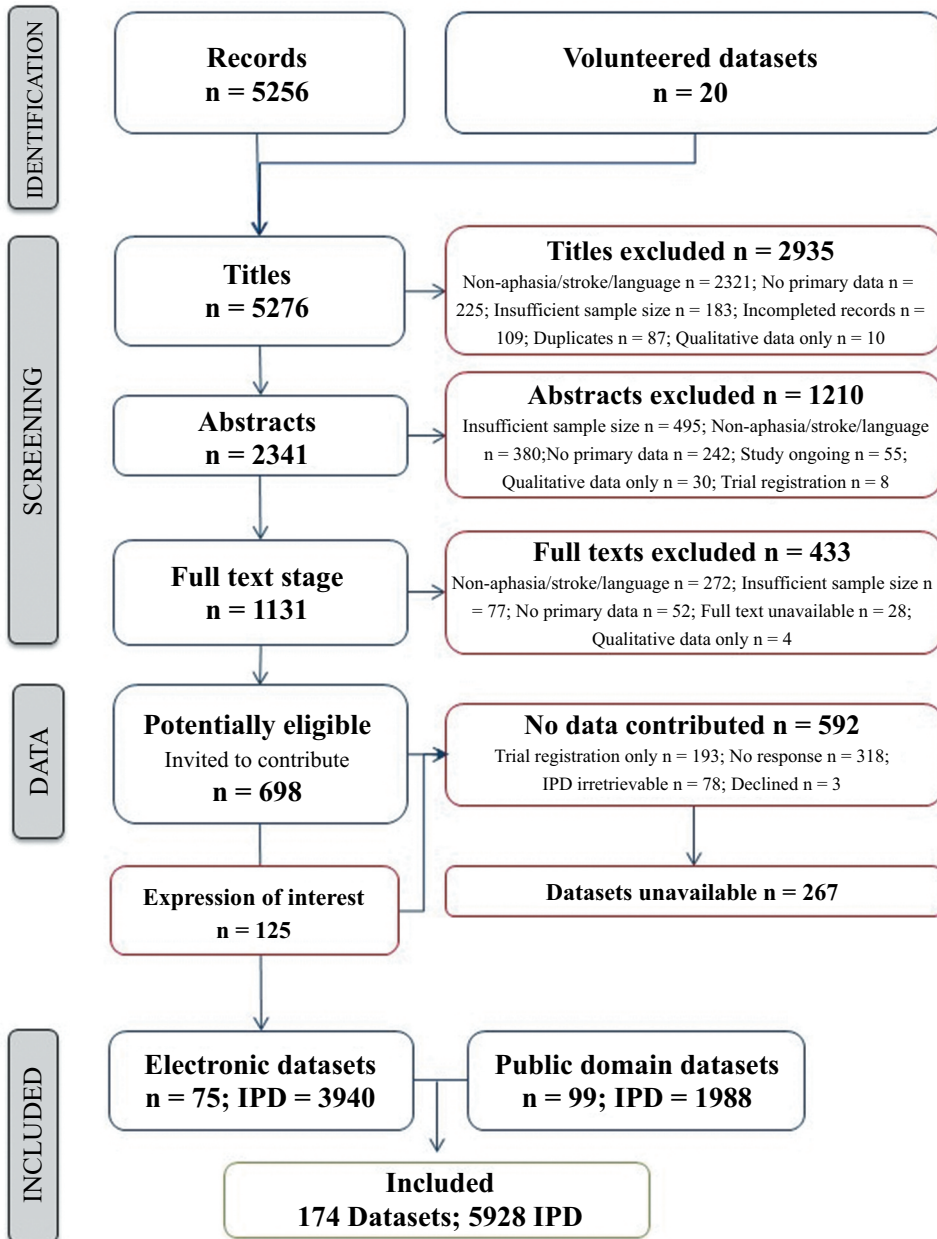 IDENTIFICATION
Records
n = 5256
Volunteered datasets
n = 20
SCREENING
Titles
n = 5276
Titles excluded n = 2935
Non-aphasia/stroke/language n = 2321; No primary data n =
225; Insufficient sample size n = 183; Incompleted records n =
109; Duplicates n = 87; Qualitative data only n = 10
Abstracts
n = 2341
Abstracts excluded n = 1210
Insufficient sample size n = 495; Non-aphasia/stroke/language
n = 380;No primary data n = 242; Study ongoing n = 55;
Qualitative data only n = 30; Trial registration n = 8
Full text stage
n = 1131
Full texts excluded n = 433
Non-aphasia/stroke/language n = 272; Insufficient sample size n
= 77; No primary data n = 52; Full text unavailable n = 28;
Qualitative data only n = 4
DATA
Potentially eligible
Invited to contribute
n = 698
No data contributed n = 592
Trial registration only n = 193; No response n = 318;
IPD irretrievable n = 78; Declined n = 3
Expression of interest
n = 125
Datasets unavailable n = 267
INCLUDED
Electronic datasets
n = 75; IPD = 3940
Public domain datasets
n = 99; IPD = 1988
Included
174 Datasets; 5928 IPD